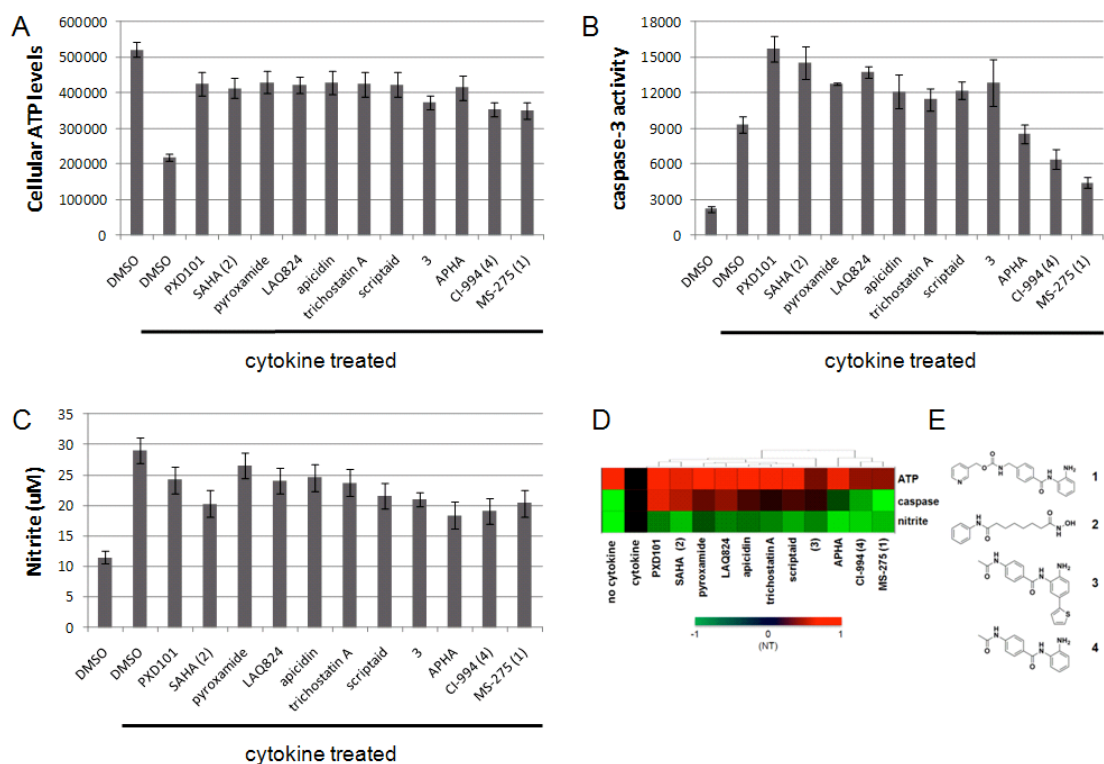 A
Cellular ATP levels
600000
500000
400000
300000
200000
100000
0
DMSO
DMSO
PXD101
SAHA (2)
pyroxamide
LAQ824
apicidin
trichostatin A
scriptaid
3
APHA
CI-994 (4)
MS-275 (1)
cytokine treated
B
caspase-3 activity
18000
15000
12000
9000
6000
3000
0
DMSO
DMSO
PXD101
SAHA (2)
pyroxamide
LAQ824
apicidin
trichostatin A
scriptaid
3
APHA
CI-994 (4)
MS-275 (1)
cytokine treated
C
Nitrite (uM)
35
30
25
20
15
10
5
0
DMSO
DMSO
PXD101
SAHA (2)
pyroxamide
LAQ824
apicidin
trichostatin A
scriptaid
3
APHA
CI-994 (4)
MS-275 (1)
cytokine treated
D
ATP
caspase
nitrite
no cytokine
cytokine
PXD101
SAHA (2)
pyroxamide
LAQ824
apicidin
trichostatin A
scriptaid
(3)
APHA
CI-994 (4)
MS-275 (1)
-1 0 1
(NT)
E
1
2
3
4